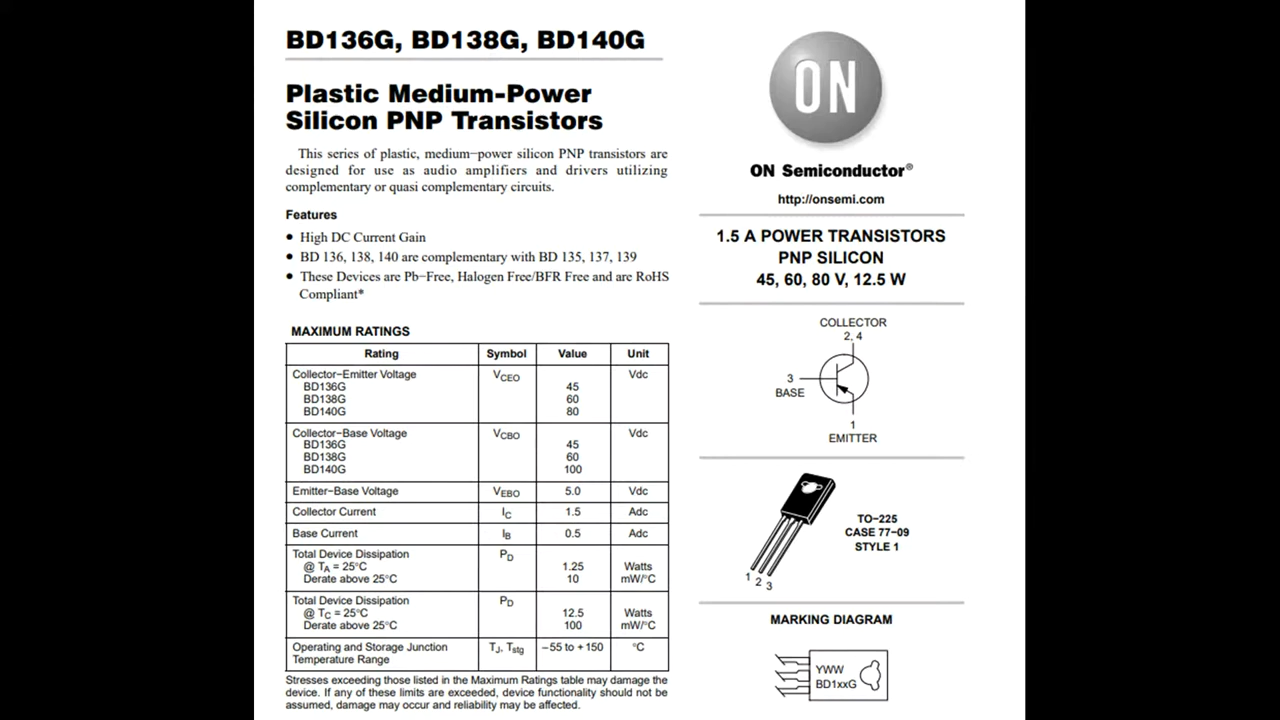 BD136G, BD138G, BD140G
Plastic Medium-Power
Silicon PNP Transistors
This series of plastic, medium−power silicon PNP transistors are
designed for use as audio amplifiers and drivers utilizing
complementary or quasi complementary circuits.
Features
• High DC Current Gain
• BD 136, 138, 140 are complementary with BD 135, 137, 139
• These Devices are Pb−Free, Halogen Free/BFR Free and are RoHS
Compliant*
MAXIMUM RATINGS
Rating Symbol Value Unit
Collector−Emitter Voltage VCEO Vdc
BD136G 45
BD138G 60
BD140G 80
Collector−Base Voltage VCBO Vdc
BD136G 45
BD138G 60
BD140G 100
Emitter−Base Voltage VEBO 5.0 Vdc
Collector Current IC 1.5 Adc
Base Current IB 0.5 Adc
Total Device Dissipation PD
@ TA = 25°C 1.25 Watts
Derate above 25°C 10 mW/°C
Total Device Dissipation PD
@ TC = 25°C 12.5 Watts
Derate above 25°C 100 mW/°C
Operating and Storage Junction TJ, Tstg −55 to +150 °C
Temperature Range
Stresses exceeding those listed in the Maximum Ratings table may damage the
device. If any of these limits are exceeded, device functionality should not be
assumed, damage may occur and reliability may be affected.
ON
ON Semiconductor®
http://onsemi.com
1.5 A POWER TRANSISTORS
PNP SILICON
45, 60, 80 V, 12.5 W
COLLECTOR
2, 4
3
BASE
1
EMITTER
TO−225
CASE 77−09
STYLE 1
1 2 3
MARKING DIAGRAM
YWW
BD1xxG